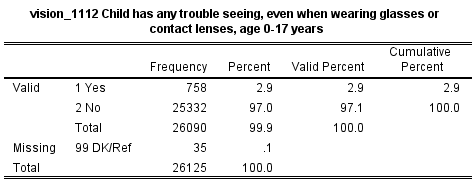 vision_1112 Child has any trouble seeing, even when wearing glasses or
contact lenses, age 0-17 years
Frequency Percent Valid Percent Cumulative Percent
Valid 1 Yes 758 2.9 2.9 2.9
2 No 25332 97.0 97.1 100.0
Total 26090 99.9 100.0
Missing 99 DK/Ref 35 .1
Total 26125 100.0